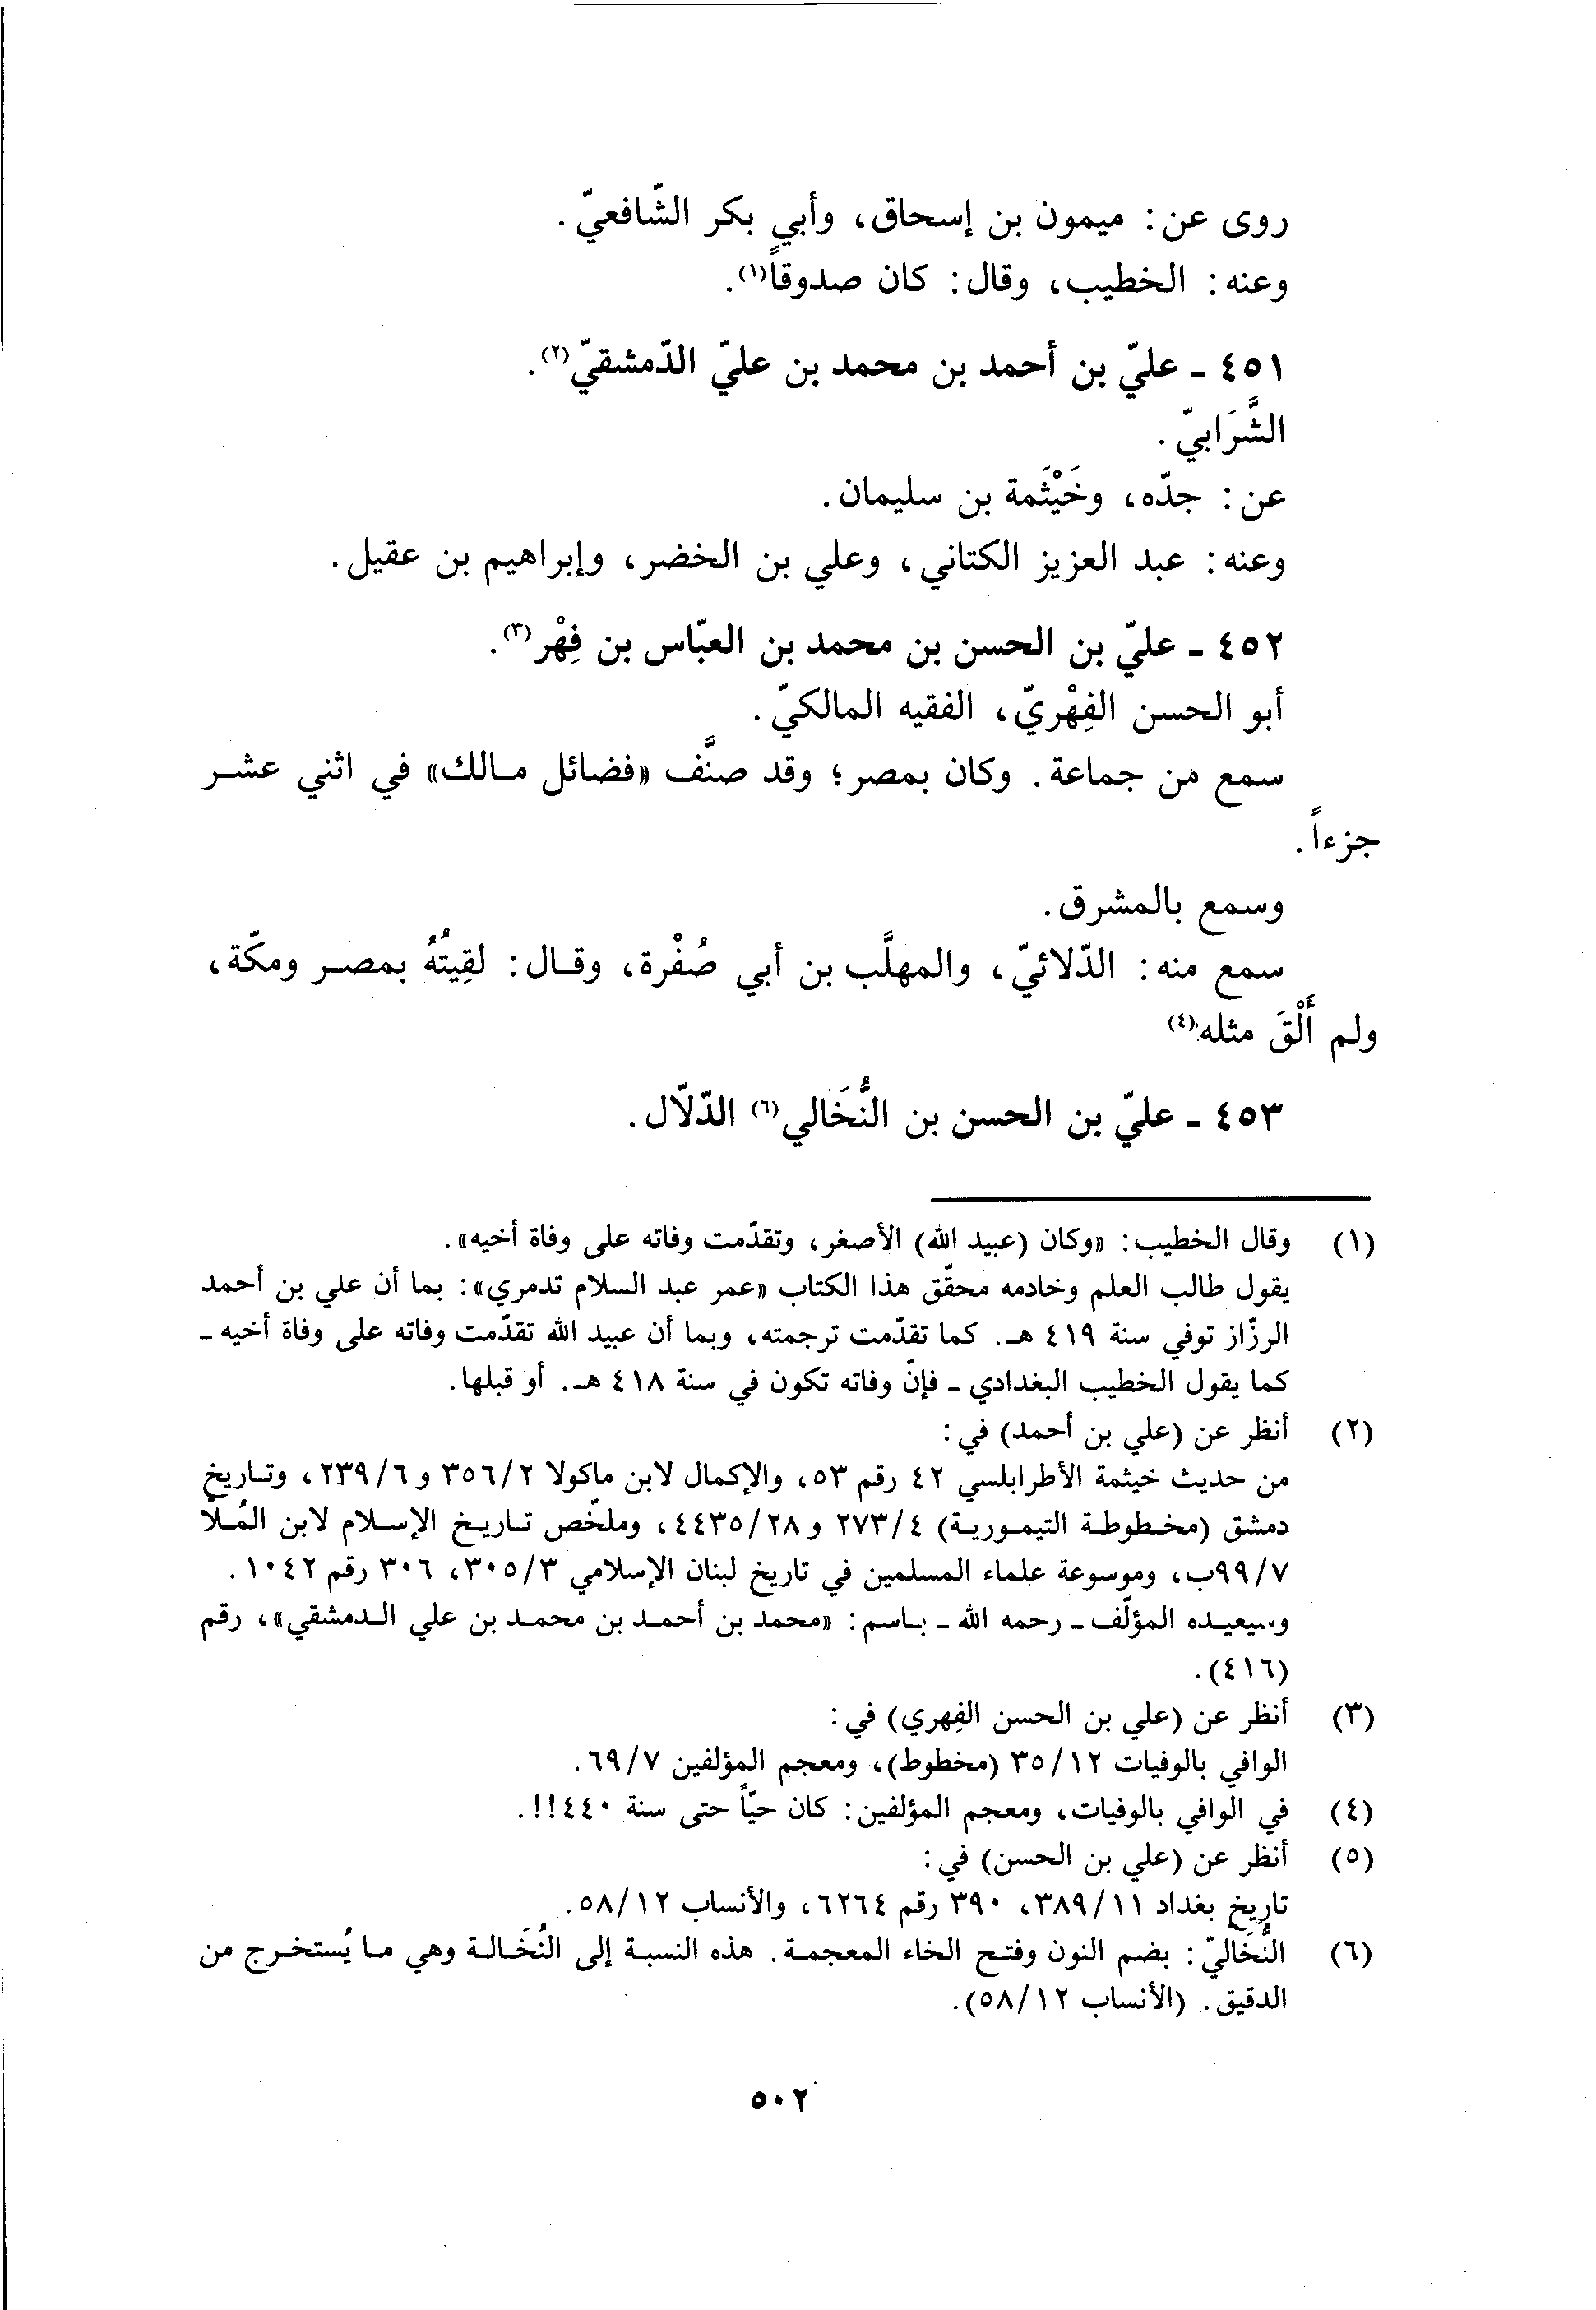 روى عن: ميمون بن إسحاق، وأبي بكر الشّافعيّ.
وعنه: الخطيب، وقال: كان صدوقاً(١).
٤٥١ ـ عليّ بن أحمد بن محمد بن عليّ الدّمشقيّ(٢).
الشَّرَابيّ.
عن: جدّه، وخَيْثَمة بن سليمان.
وعنه: عبد العزيز الكتاني، وعلي بن الخضر، وإبراهيم بن عقيل.
٤٥٢ ـ عليّ بن الحسن بن محمد بن العبّاس بن فِهْر(٣).
أبو الحسن الفِهْريّ، الفقيه المالكيّ.
سمع من جماعة. وكان بمصر؛ وقد صنَّف «فضائل مالك» في اثني عشر
جزءاً.
وسمع بالمشرق.
سمع منه: الدّلائيّ، والمهلَّب بن أبي صُفْرة، وقال: لقِيتُهُ بمصر ومكّة،
ولم أَلْقَ مثله(٤)
٤٥٣ ـ عليّ بن الحسن بن النُّخَالي(٦) الدّلّال.
(١) وقال الخطيب: «وكان (عبيد الله) الأصغر، وتقدّمت وفاته على وفاة أخيه».
يقول طالب العلم وخادمه محقّق هذا الكتاب «عمر عبد السلام تدمري»: بما أن علي بن أحمد
الرزّاز توفي سنة ٤١٩ هـ. كما تقدّمت ترجمته، وبما أن عبيد الله تقدّمت وفاته على وفاة أخيه ـ
كما يقول الخطيب البغدادي ـ فإنّ وفاته تكون في سنة ٤١٨ هـ. أو قبلها.
(٢) أنظر عن (علي بن أحمد) في:
من حديث خيثمة الأطرابلسي ٤٢ رقم ٥٣، والإكمال لابن ماكولا ٣٥٦/٢ و٢٣٩/٦، وتاريخ
دمشق (مخطوطة التيمورية) ٢٧٣/٤ و٤٤٣٥/٢٨، وملخّص تاريخ الإسلام لابن المُلّا
٩٩/٧ب، وموسوعة علماء المسلمين في تاريخ لبنان الإسلامي ٣٠٥/٣، ٣٠٦ رقم ١٠٤٢.
وسيعيده المؤلّف ـ رحمه الله ـ باسم: «محمد بن أحمد بن محمد بن علي الدمشقي»، رقم
(٤١٦).
(٣) أنظر عن (علي بن الحسن الفِهري) في:
الوافي بالوفيات ٣٥/١٢ (مخطوط)، ومعجم المؤلفين ٦٩/٧.
(٤) في الوافي بالوفيات، ومعجم المؤلفين: كان حيّاً حتى سنة ٤٤٠!!.
(٥) أنظر عن (علي بن الحسن) في:
تاريخ بغداد ٣٨٩/١١، ٣٩٠ رقم ٦٢٦٤، والأنساب ٥٨/١٢.
(٦) النُّخَاليّ: بضم النون وفتح الخاء المعجمة. هذه النسبة إلى النُخَالة وهي ما يُستخرج من
الدقيق. (الأنساب ٥٨/١٢).
٥٠٢